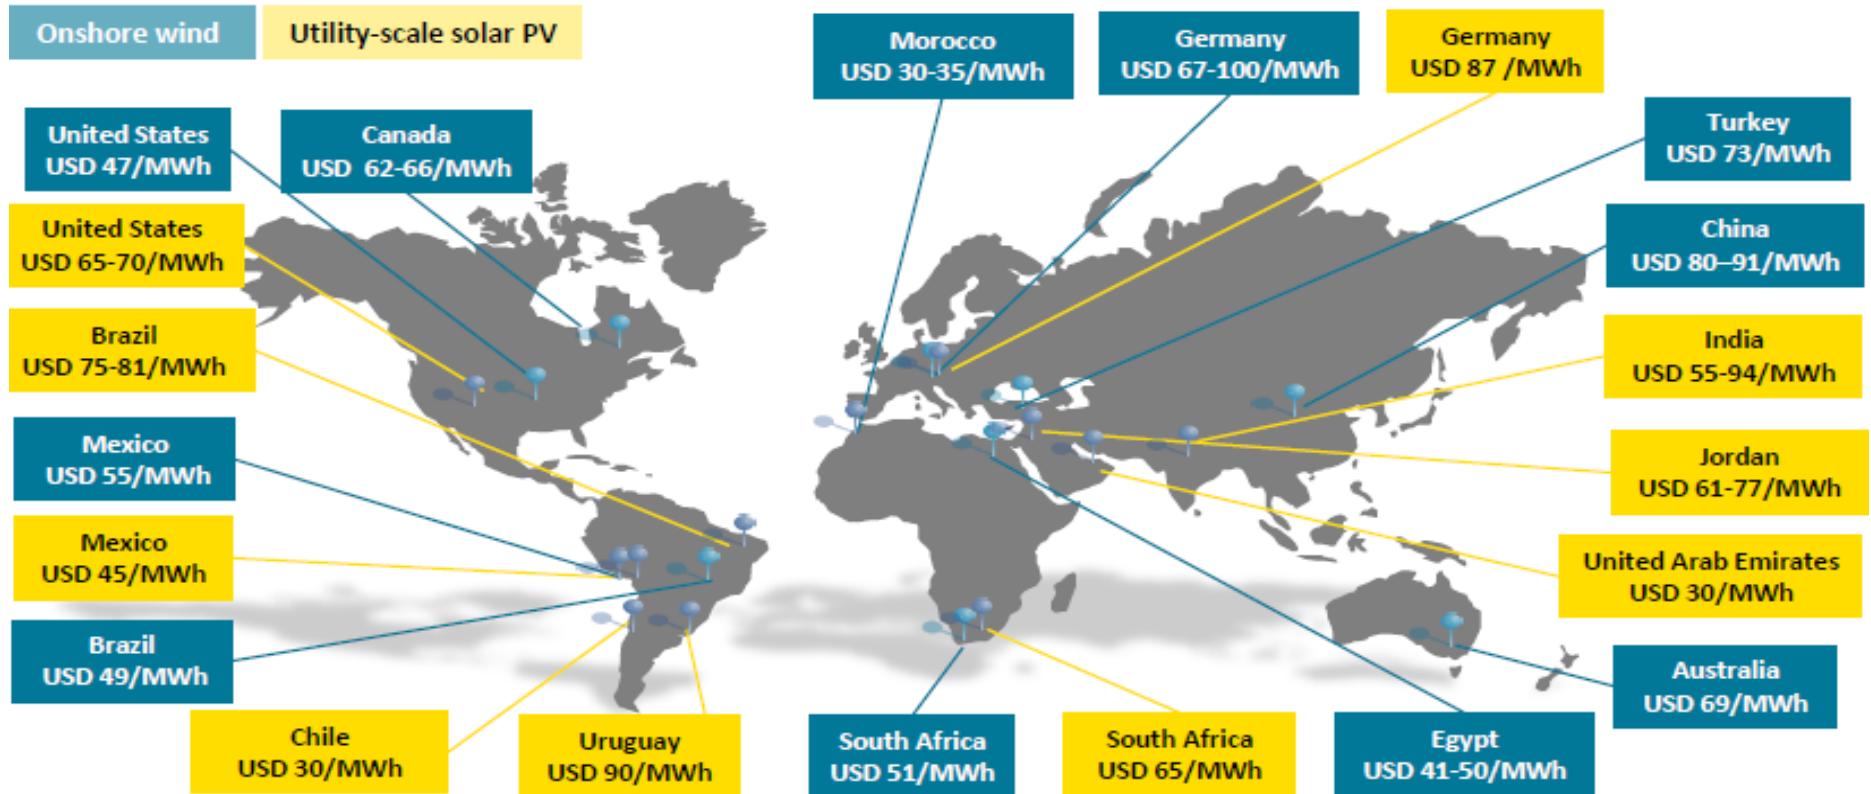 Onshore wind
Utility-scale solar PV
Morocco
USD 30-35/MWh
Germany
USD 67-100/MWh
Germany
USD 87 /MWh
United States
USD 47/MWh
Canada
USD 62-66/MWh
Turkey
USD 73/MWh
United States
USD 65-70/MWh
China
USD 80–91/MWh
Brazil
USD 75-81/MWh
India
USD 55-94/MWh
Mexico
USD 55/MWh
Jordan
USD 61-77/MWh
Mexico
USD 45/MWh
United Arab Emirates
USD 30/MWh
Brazil
USD 49/MWh
Australia
USD 69/MWh
Chile
USD 30/MWh
Uruguay
USD 90/MWh
South Africa
USD 51/MWh
South Africa
USD 65/MWh
Egypt
USD 41-50/MWh